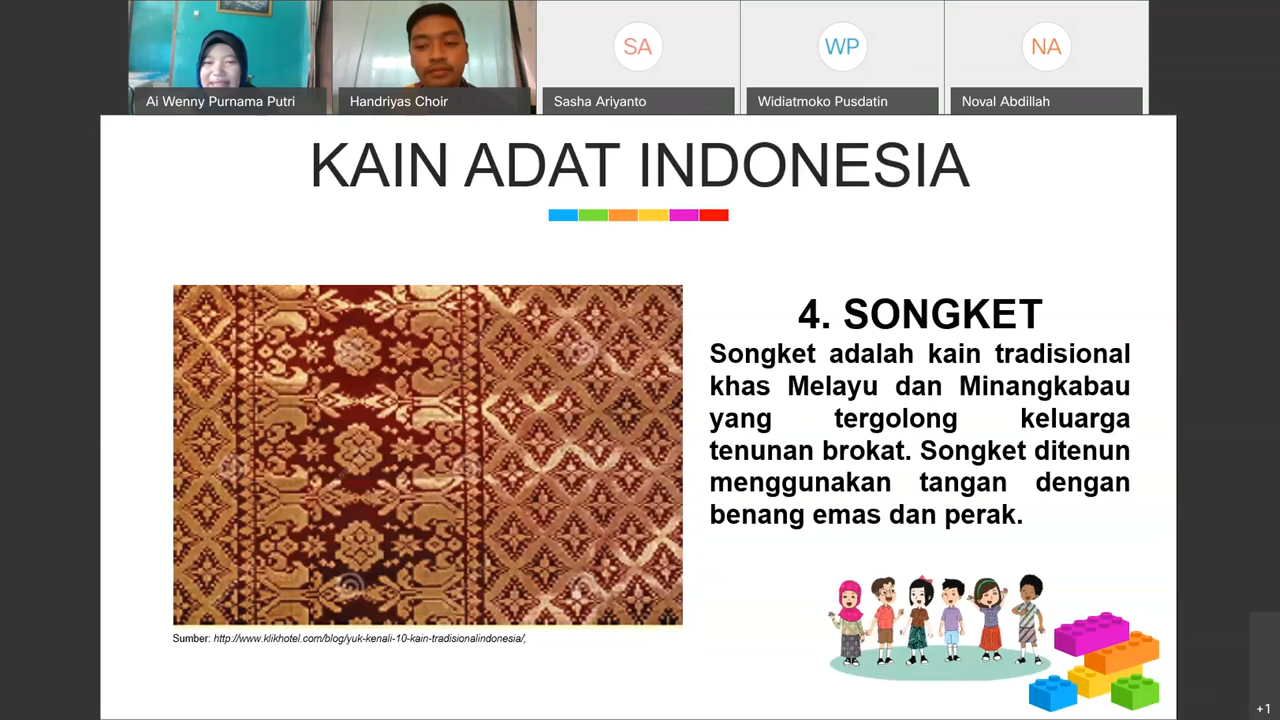 SA
WP
NA
Ai Wenny Purnama Putri
Handriyas Choir
Sasha Ariyanto
Widiatmoko Pusdatin
Noval Abdillah
KAIN ADAT INDONESIA
4. SONGKET
Songket adalah kain tradisional
khas Melayu dan Minangkabau
yang tergolong keluarga
tenunan brokat. Songket ditenun
menggunakan tangan dengan
benang emas dan perak.
Sumber: http://www.klikhotel.com/blog/yuk-kenali-10-kain-tradisionalindonesia/,
+1